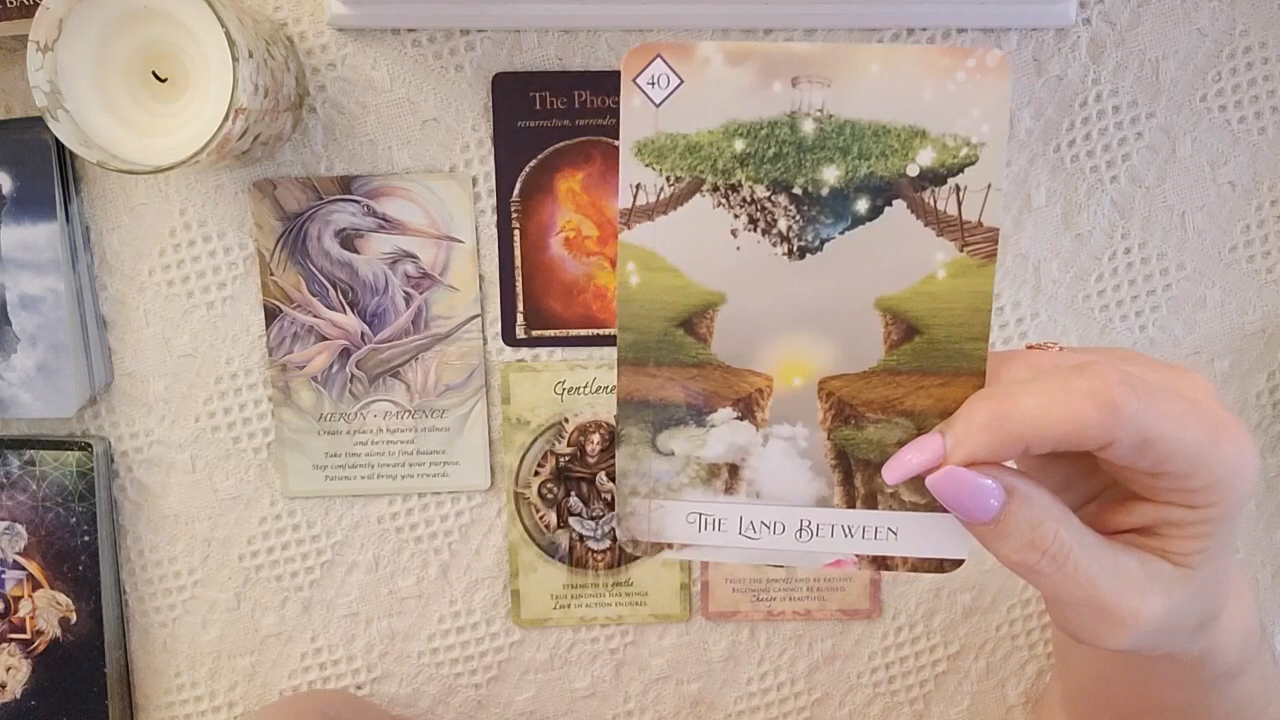 The Phoe
resurrection, surrender
40
HERON • PATIENCE
Create a place in nature's stillness
and be renewed.
Take time alone to find balance.
Step confidently toward your purpose.
Patience will bring you rewards.
Gentlene
STRENGTH IS gentle
TRUE KINDNESS HAS WINGS
Love IN ACTION ENDURES.
THE LAND BETWEEN
TRUST THE process AND BE PATIENT.
BECOMING CANNOT BE RUSHED.
Change IS BEAUTIFUL.